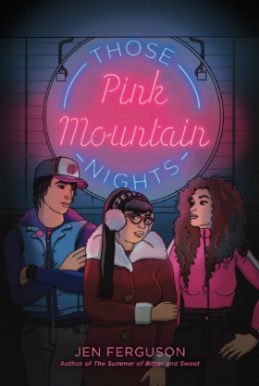 THOSE
Pink
Mountain
NIGHTS
JEN FERGUSON
Author of The Summer of Bitter and Sweet